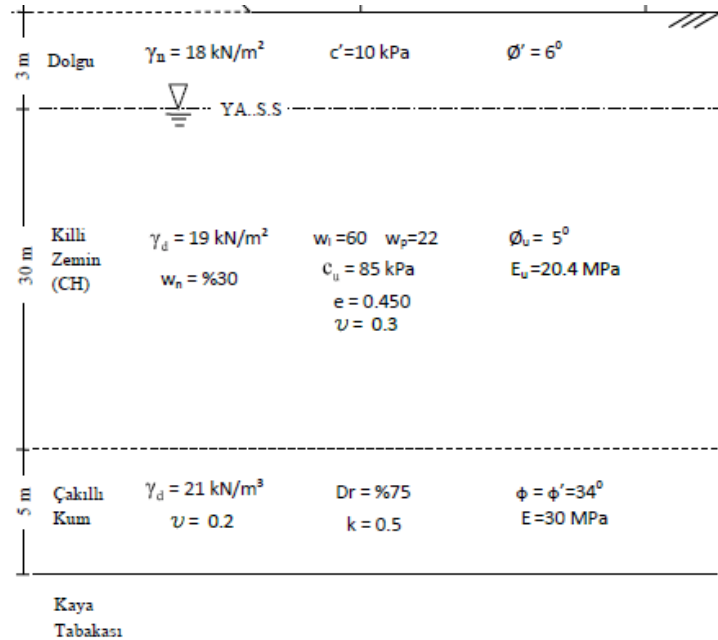 3 m
Dolgu
γn = 18 kN/m²
c'=10 kPa
Ø' = 6⁰
YA..S.S
30 m
Killi
Zemin
(CH)
γd = 19 kN/m²
wn = %30
wl =60 wp=22
cu = 85 kPa
e = 0.450
υ = 0.3
Øu = 5⁰
Eu=20.4 MPa
5 m
Çakıllı
Kum
γd = 21 kN/m³
υ = 0.2
Dr = %75
k = 0.5
ϕ = ϕ'=34⁰
E =30 MPa
Kaya
Tabakası